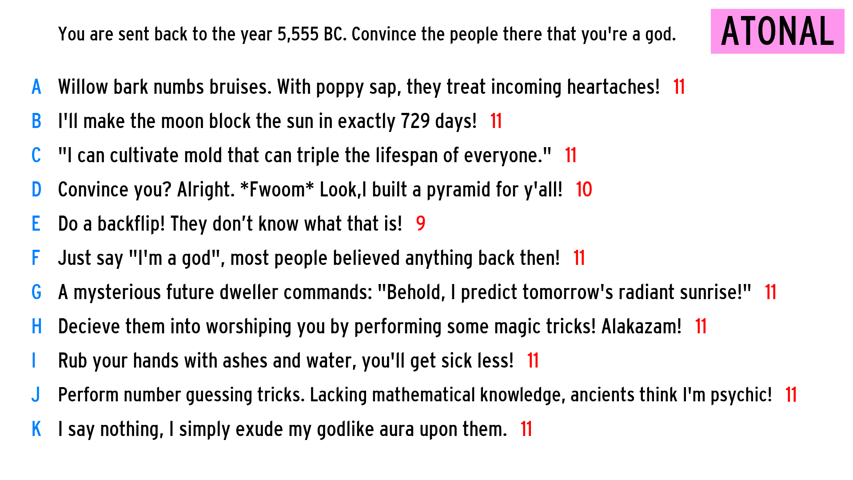 You are sent back to the year 5,555 BC. Convince the people there that you're a god.
ATONAL
A Willow bark numbs bruises. With poppy sap, they treat incoming heartaches! 11
B I'll make the moon block the sun in exactly 729 days! 11
C "I can cultivate mold that can triple the lifespan of everyone." 11
D Convince you? Alright. *Fwoom* Look,I built a pyramid for y'all! 10
E Do a backflip! They don’t know what that is! 9
F Just say "I'm a god", most people believed anything back then! 11
G A mysterious future dweller commands: "Behold, I predict tomorrow's radiant sunrise!" 11
H Decieve them into worshiping you by performing some magic tricks! Alakazam! 11
I Rub your hands with ashes and water, you'll get sick less! 11
J Perform number guessing tricks. Lacking mathematical knowledge, ancients think I'm psychic! 11
K I say nothing, I simply exude my godlike aura upon them. 11